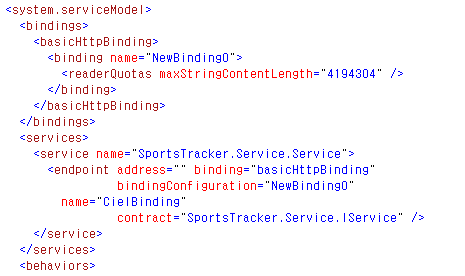 <system.serviceModel>
<bindings>
<basicHttpBinding>
<binding name="NewBinding0">
<readerQuotas maxStringContentLength="4194304" />
</binding>
</basicHttpBinding>
</bindings>
<services>
<service name="SportsTracker.Service.Service">
<endpoint address="" binding="basicHttpBinding"
bindingConfiguration="NewBinding0"
name="CielBinding"
contract="SportsTracker.Service.IService" />
</service>
</services>
<behaviors>